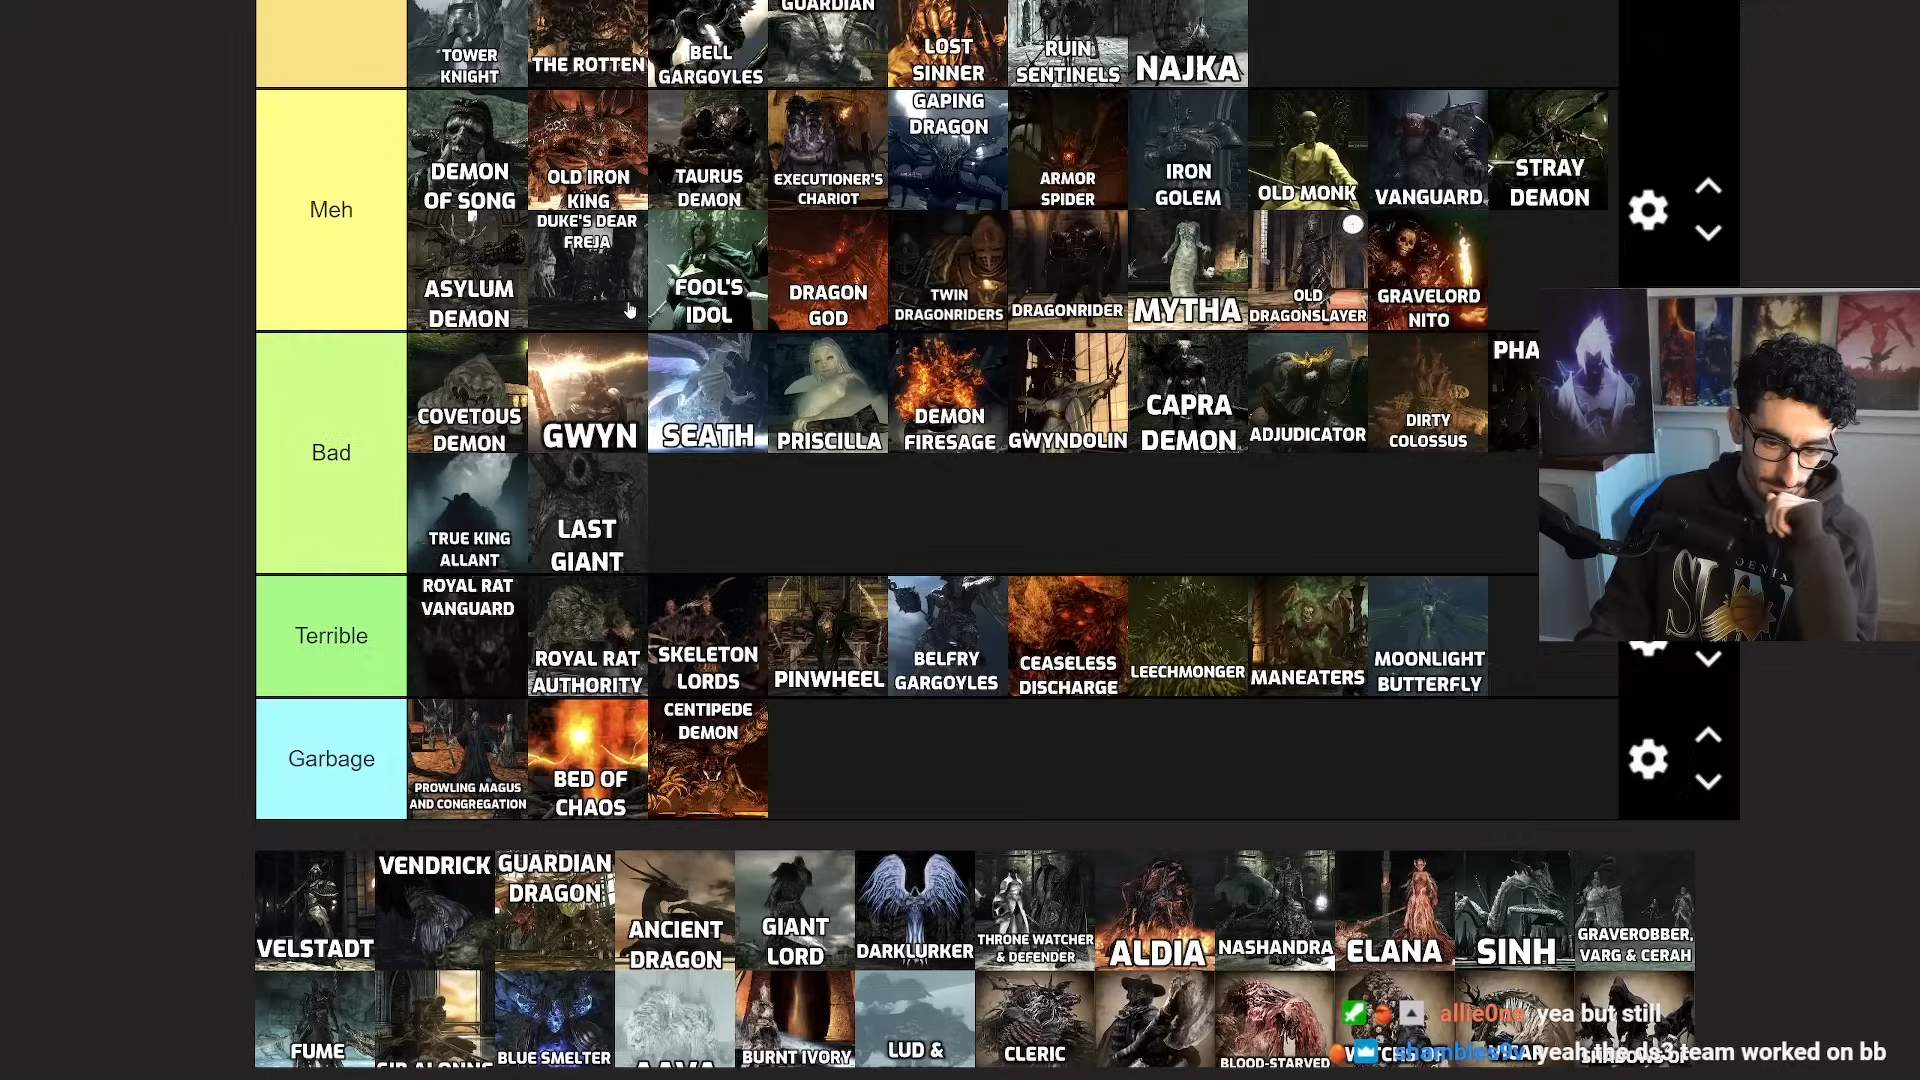 GUARDIAN
TOWER
KNIGHT
THE ROTTEN
BELL
GARGOYLES
LOST
SINNER
RUIN
SENTINELS
NAJKA
Meh
DEMON
OF SONG
OLD IRON
KING
TAURUS
DEMON
EXECUTIONER'S
CHARIOT
GAPING
DRAGON
ARMOR
SPIDER
IRON
GOLEM
OLD MONK
VANGUARD
STRAY
DEMON
ASYLUM
DEMON
DUKE'S DEAR
FREJA
FOOL'S
IDOL
DRAGON
GOD
TWIN
DRAGONRIDERS
DRAGONRIDER
MYTHA
OLD
DRAGONSLAYER
GRAVELORD
NITO
Bad
COVETOUS
DEMON
GWYN
SEATH
PRISCILLA
DEMON
FIRESAGE
GWYNDOLIN
CAPRA
DEMON
ADJUDICATOR
DIRTY
COLOSSUS
PHA
TRUE KING
ALLANT
LAST
GIANT
Terrible
ROYAL RAT
VANGUARD
ROYAL RAT
AUTHORITY
SKELETON
LORDS
PINWHEEL
BELFRY
GARGOYLES
CEASELESS
DISCHARGE
LEECHMONGER
MANEATERS
MOONLIGHT
BUTTERFLY
Garbage
PROWLING MAGUS
AND CONGREGATION
BED OF
CHAOS
CENTIPEDE
DEMON
VELSTADT
VENDRICK
GUARDIAN
DRAGON
ANCIENT
DRAGON
GIANT
LORD
DARKLURKER
THRONE WATCHER
& DEFENDER
ALDIA
NASHANDRA
ELANA
SINH
GRAVEROBBER,
VARG & CERAH
FUME
SIR ALONNE
BLUE SMELTER
AAVA
BURNT IVORY
LUD &
CLERIC
BLOOD-STARVED
allie0ne yea but still
shambles9v yeah the ds3 team worked on bb